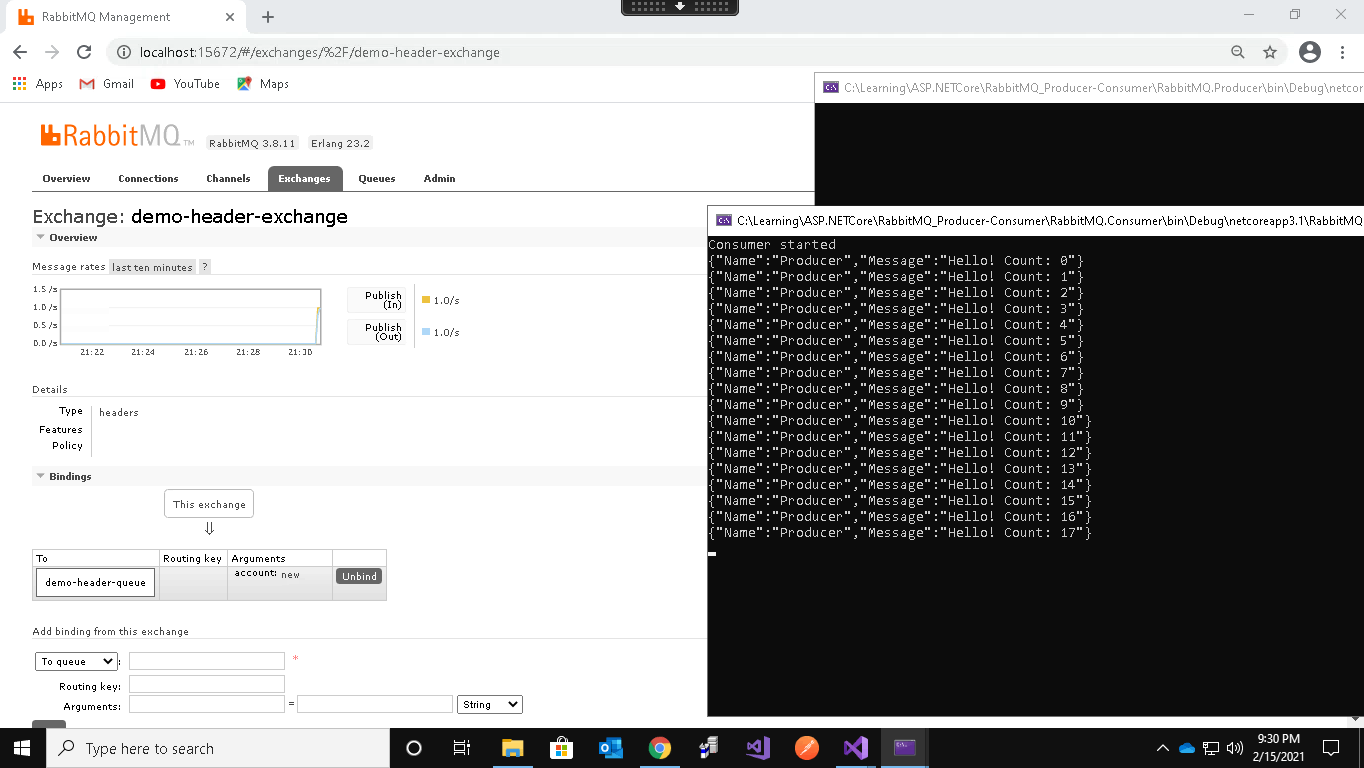 RabbitMQ Management
localhost:15672/#/exchanges/%2F/demo-header-exchange
Apps Gmail YouTube Maps
C:\Learning\ASP.NETCore\RabbitMQ_Producer-Consumer\RabbitMQ.Producer\bin\Debug\netcor
RabbitMQ TM RabbitMQ 3.8.11 Erlang 23.2
Overview Connections Channels Exchanges Queues Admin
Exchange: demo-header-exchange
Overview
Message rates last ten minutes ?
1.5 /s
1.0 /s
0.5 /s
0.0 /s
21:22 21:24 21:26 21:28 21:30
Publish (In) 1.0/s
Publish (Out) 1.0/s
Details
Type headers
Features
Policy
Bindings
This exchange
⇓
To Routing key Arguments
demo-header-queue account: new Unbind
Add binding from this exchange
To queue : *
Routing key:
Arguments: = String
C:\Learning\ASP.NETCore\RabbitMQ_Producer-Consumer\RabbitMQ.Consumer\bin\Debug\netcoreapp3.1\RabbitMQ
Consumer started
{"Name":"Producer","Message":"Hello! Count: 0"}
{"Name":"Producer","Message":"Hello! Count: 1"}
{"Name":"Producer","Message":"Hello! Count: 2"}
{"Name":"Producer","Message":"Hello! Count: 3"}
{"Name":"Producer","Message":"Hello! Count: 4"}
{"Name":"Producer","Message":"Hello! Count: 5"}
{"Name":"Producer","Message":"Hello! Count: 6"}
{"Name":"Producer","Message":"Hello! Count: 7"}
{"Name":"Producer","Message":"Hello! Count: 8"}
{"Name":"Producer","Message":"Hello! Count: 9"}
{"Name":"Producer","Message":"Hello! Count: 10"}
{"Name":"Producer","Message":"Hello! Count: 11"}
{"Name":"Producer","Message":"Hello! Count: 12"}
{"Name":"Producer","Message":"Hello! Count: 13"}
{"Name":"Producer","Message":"Hello! Count: 14"}
{"Name":"Producer","Message":"Hello! Count: 15"}
{"Name":"Producer","Message":"Hello! Count: 16"}
{"Name":"Producer","Message":"Hello! Count: 17"}
Type here to search
9:30 PM
2/15/2021